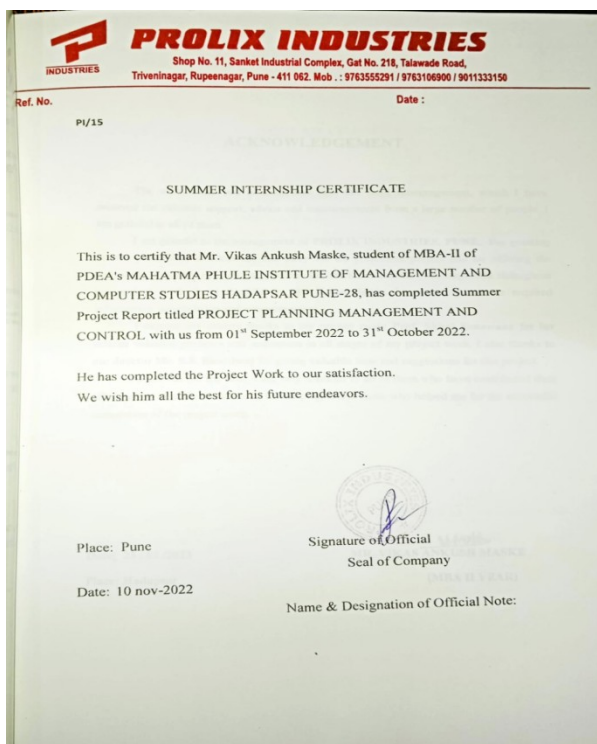 PROLIX INDUSTRIES
INDUSTRIES
Shop No. 11, Sanket Industrial Complex, Gat No. 218, Talawade Road,
Triveninagar, Rupeenagar, Pune - 411 062. Mob . : 9763555291 / 9763106900 / 9011333150
Ref. No.
Date :
PI/15
ACKNOWLEDGEMENT
SUMMER INTERNSHIP CERTIFICATE
This is to certify that Mr. Vikas Ankush Maske, student of MBA-II of
PDEA's MAHATMA PHULE INSTITUTE OF MANAGEMENT AND
COMPUTER STUDIES HADAPSAR PUNE-28, has completed Summer
Project Report titled PROJECT PLANNING MANAGEMENT AND
CONTROL with us from 01st September 2022 to 31st October 2022.
He has completed the Project Work to our satisfaction.
We wish him all the best for his future endeavors.
Place: Pune
Signature of Official
Seal of Company
Date: 10 nov-2022
Name & Designation of Official Note: